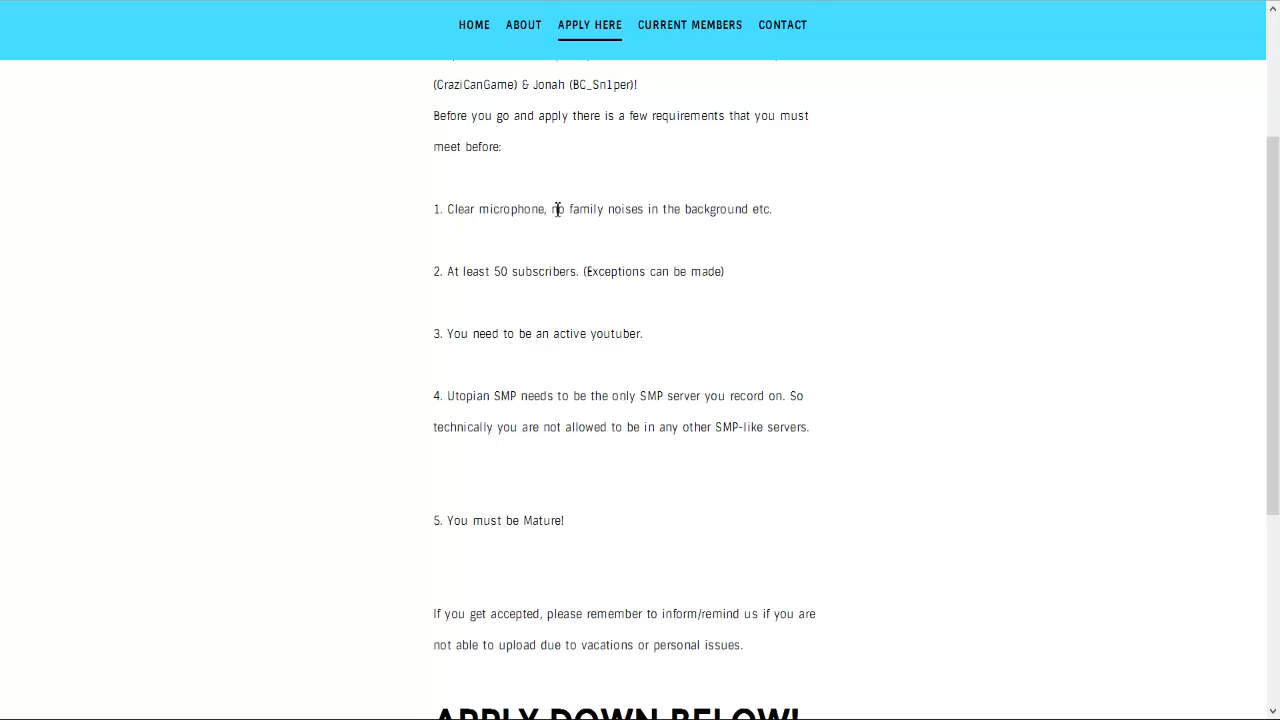 HOME ABOUT APPLY HERE CURRENT MEMBERS CONTACT
(CraziCanGame) & Jonah (BC_Sn1per)!
Before you go and apply there is a few requirements that you must
meet before:
1. Clear microphone, no family noises in the background etc.
2. At least 50 subscribers. (Exceptions can be made)
3. You need to be an active youtuber.
4. Utopian SMP needs to be the only SMP server you record on. So
technically you are not allowed to be in any other SMP-like servers.
5. You must be Mature!
If you get accepted, please remember to inform/remind us if you are
not able to upload due to vacations or personal issues.
APPLY DOWN BELOW!